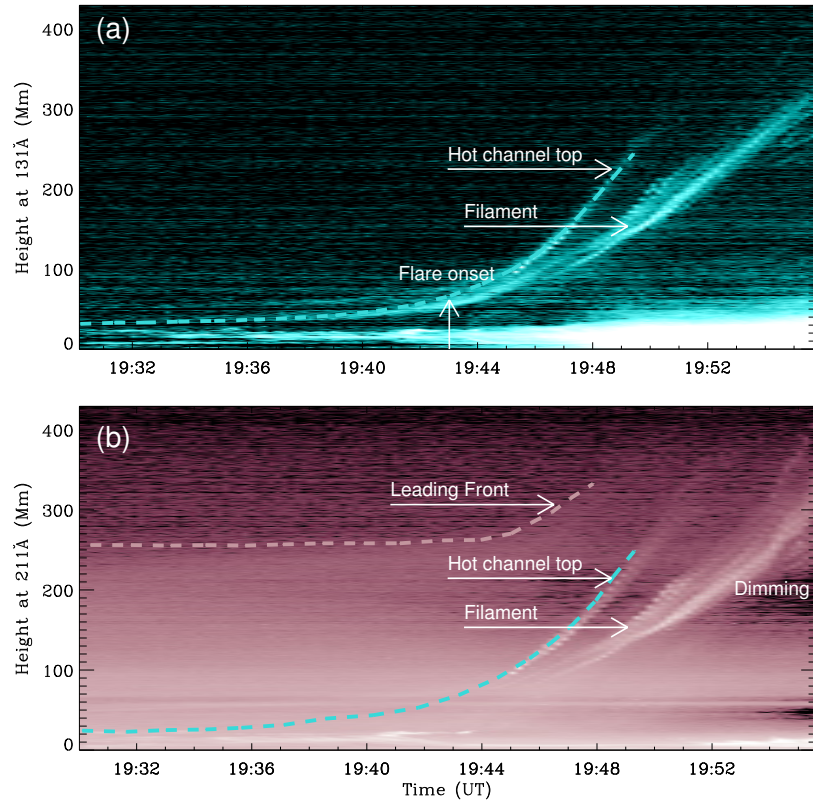 (a)
400
300
200
100
0
Height at 131Å (Mm)
Hot channel top
Filament
Flare onset
19:32 19:36 19:40 19:44 19:48 19:52
(b)
400
300
200
100
0
Height at 211Å (Mm)
Leading Front
Hot channel top
Dimming
Filament
19:32 19:36 19:40 19:44 19:48 19:52
Time (UT)